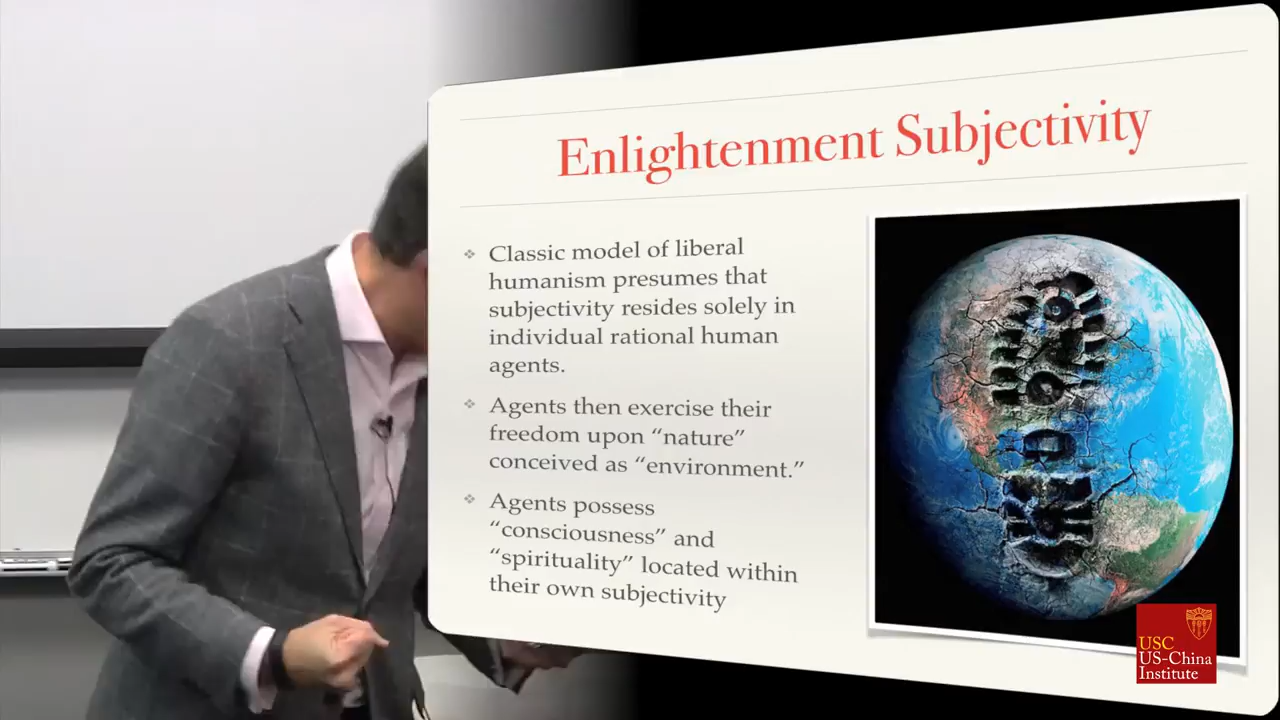 Enlightenment Subjectivity
Classic model of liberal
humanism presumes that
subjectivity resides solely in
individual rational human
agents.
Agents then exercise their
freedom upon “nature”
conceived as “environment.”
Agents possess
“consciousness” and
“spirituality” located within
their own subjectivity
USC
US-China
Institute